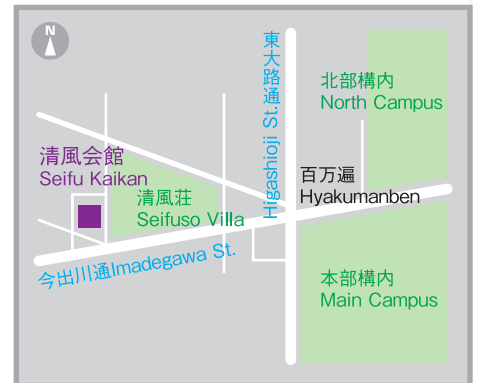 N
東大路通
Higashioji St.
北部構内
North Campus
清風会館
Seifu Kaikan
清風荘
Seifuso Villa
百万遍
Hyakumanben
今出川通Imadegawa St.
本部構内
Main Campus